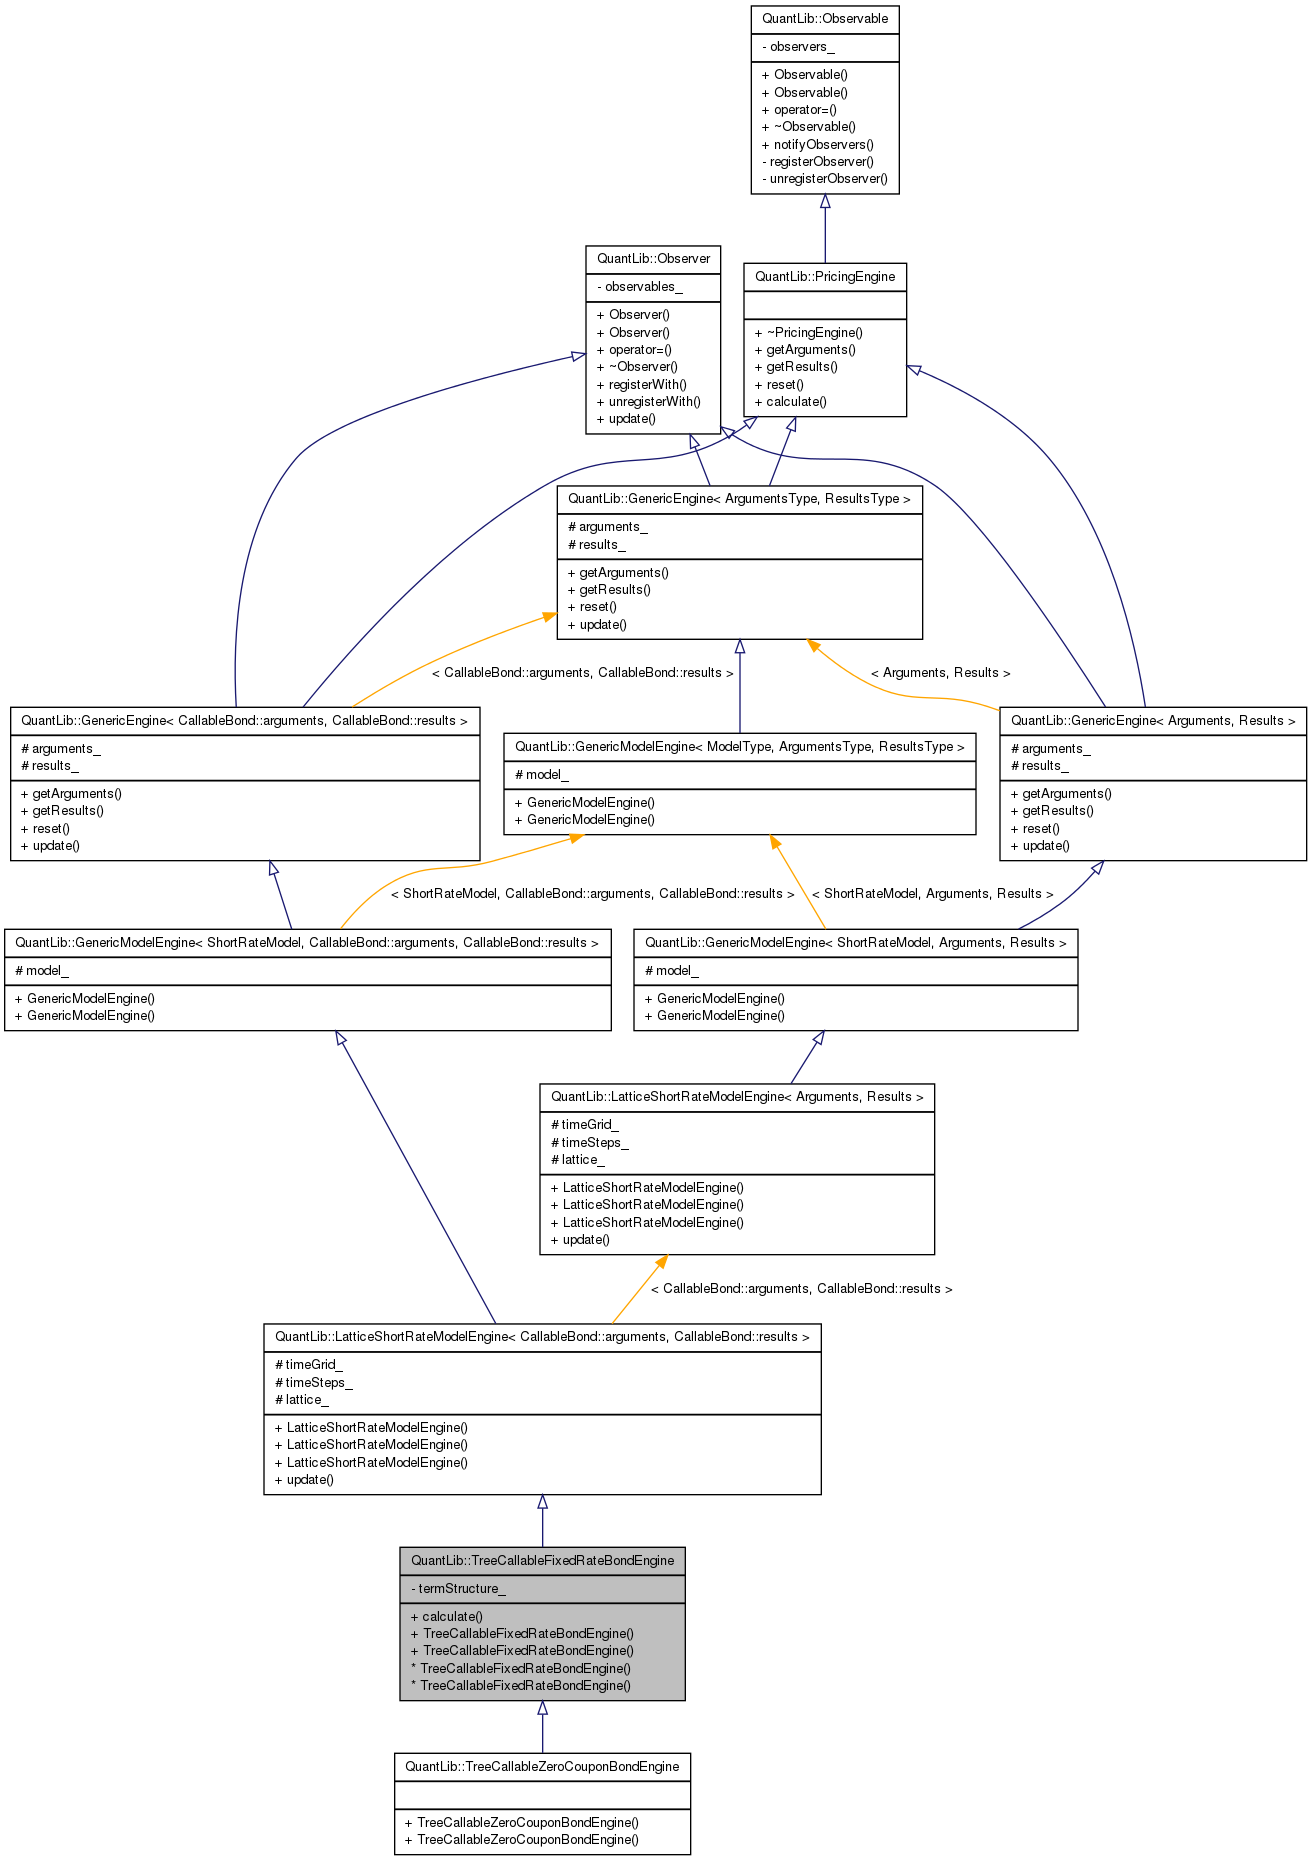 QuantLib::Observable
- observers_
+ Observable()
+ Observable()
+ operator=()
+ ~Observable()
+ notifyObservers()
- registerObserver()
- unregisterObserver()
QuantLib::Observer
- observables_
+ Observer()
+ Observer()
+ operator=()
+ ~Observer()
+ registerWith()
+ unregisterWith()
+ update()
QuantLib::PricingEngine
+ ~PricingEngine()
+ getArguments()
+ getResults()
+ reset()
+ calculate()
QuantLib::GenericEngine< ArgumentsType, ResultsType >
# arguments_
# results_
+ getArguments()
+ getResults()
+ reset()
+ update()
< CallableBond::arguments, CallableBond::results >
< Arguments, Results >
QuantLib::GenericEngine< CallableBond::arguments, CallableBond::results >
# arguments_
# results_
+ getArguments()
+ getResults()
+ reset()
+ update()
QuantLib::GenericModelEngine< ModelType, ArgumentsType, ResultsType >
# model_
+ GenericModelEngine()
+ GenericModelEngine()
QuantLib::GenericEngine< Arguments, Results >
# arguments_
# results_
+ getArguments()
+ getResults()
+ reset()
+ update()
< ShortRateModel, CallableBond::arguments, CallableBond::results >
< ShortRateModel, Arguments, Results >
QuantLib::GenericModelEngine< ShortRateModel, CallableBond::arguments, CallableBond::results >
# model_
+ GenericModelEngine()
+ GenericModelEngine()
QuantLib::GenericModelEngine< ShortRateModel, Arguments, Results >
# model_
+ GenericModelEngine()
+ GenericModelEngine()
QuantLib::LatticeShortRateModelEngine< Arguments, Results >
# timeGrid_
# timeSteps_
# lattice_
+ LatticeShortRateModelEngine()
+ LatticeShortRateModelEngine()
+ LatticeShortRateModelEngine()
+ update()
< CallableBond::arguments, CallableBond::results >
QuantLib::LatticeShortRateModelEngine< CallableBond::arguments, CallableBond::results >
# timeGrid_
# timeSteps_
# lattice_
+ LatticeShortRateModelEngine()
+ LatticeShortRateModelEngine()
+ LatticeShortRateModelEngine()
+ update()
QuantLib::TreeCallableFixedRateBondEngine
- termStructure_
+ calculate()
+ TreeCallableFixedRateBondEngine()
+ TreeCallableFixedRateBondEngine()
* TreeCallableFixedRateBondEngine()
* TreeCallableFixedRateBondEngine()
QuantLib::TreeCallableZeroCouponBondEngine
+ TreeCallableZeroCouponBondEngine()
+ TreeCallableZeroCouponBondEngine()